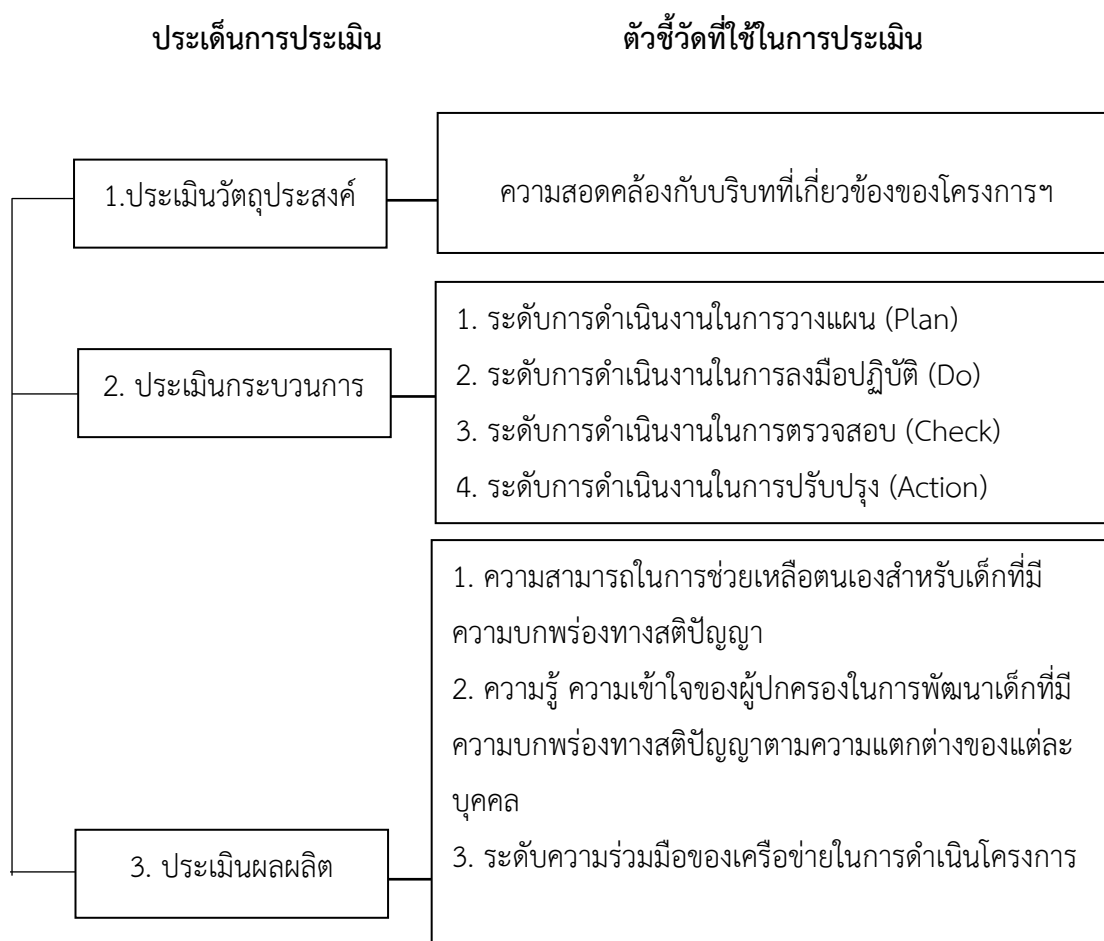 ประเด็นการประเมิน
ตัวชี้วัดที่ใช้ในการประเมิน
1.ประเมินวัตถุประสงค์
ความสอดคล้องกับบริบทที่เกี่ยวข้องของโครงการฯ
2. ประเมินกระบวนการ
1. ระดับการดำเนินงานในการวางแผน (Plan)
2. ระดับการดำเนินงานในการลงมือปฏิบัติ (Do)
3. ระดับการดำเนินงานในการตรวจสอบ (Check)
4. ระดับการดำเนินงานในการปรับปรุง (Action)
3. ประเมินผลผลิต
1. ความสามารถในการช่วยเหลือตนเองสำหรับเด็กที่มี
ความบกพร่องทางสติปัญญา
2. ความรู้ ความเข้าใจของผู้ปกครองในการพัฒนาเด็กที่มี
ความบกพร่องทางสติปัญญาตามความแตกต่างของแต่ละ
บุคคล
3. ระดับความร่วมมือของเครือข่ายในการดำเนินโครงการ